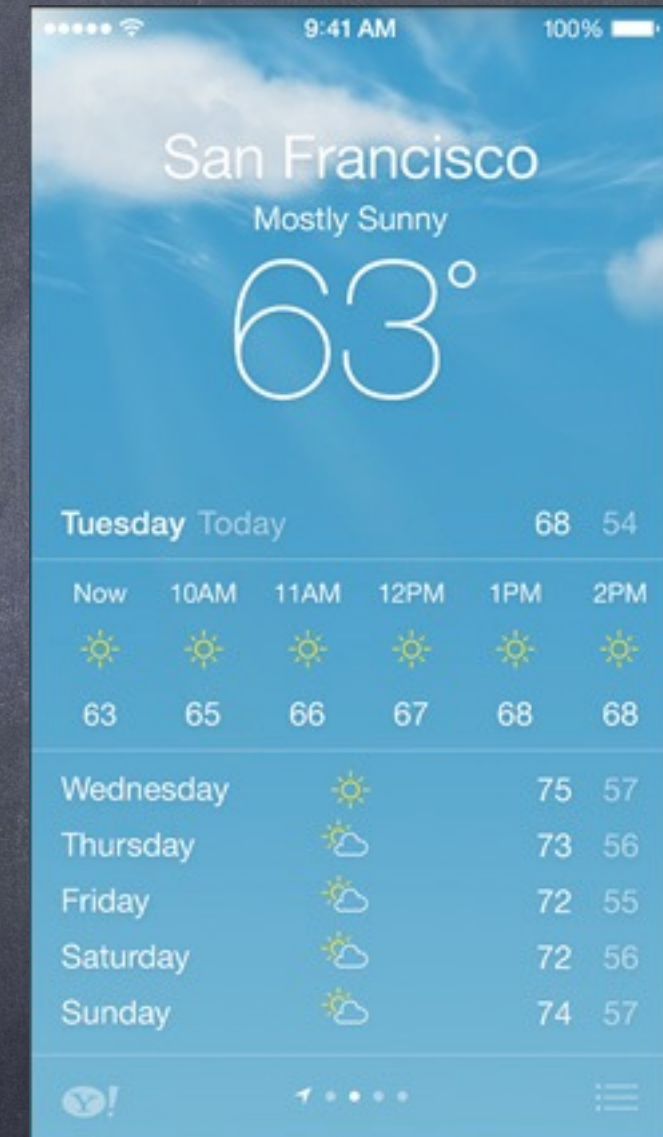 9:41 AM 100%
San Francisco
Mostly Sunny
63°
Tuesday Today 68 54
Now 10AM 11AM 12PM 1PM 2PM
63 65 66 67 68 68
Wednesday 75 57
Thursday 73 56
Friday 72 55
Saturday 72 56
Sunday 74 57
Y!